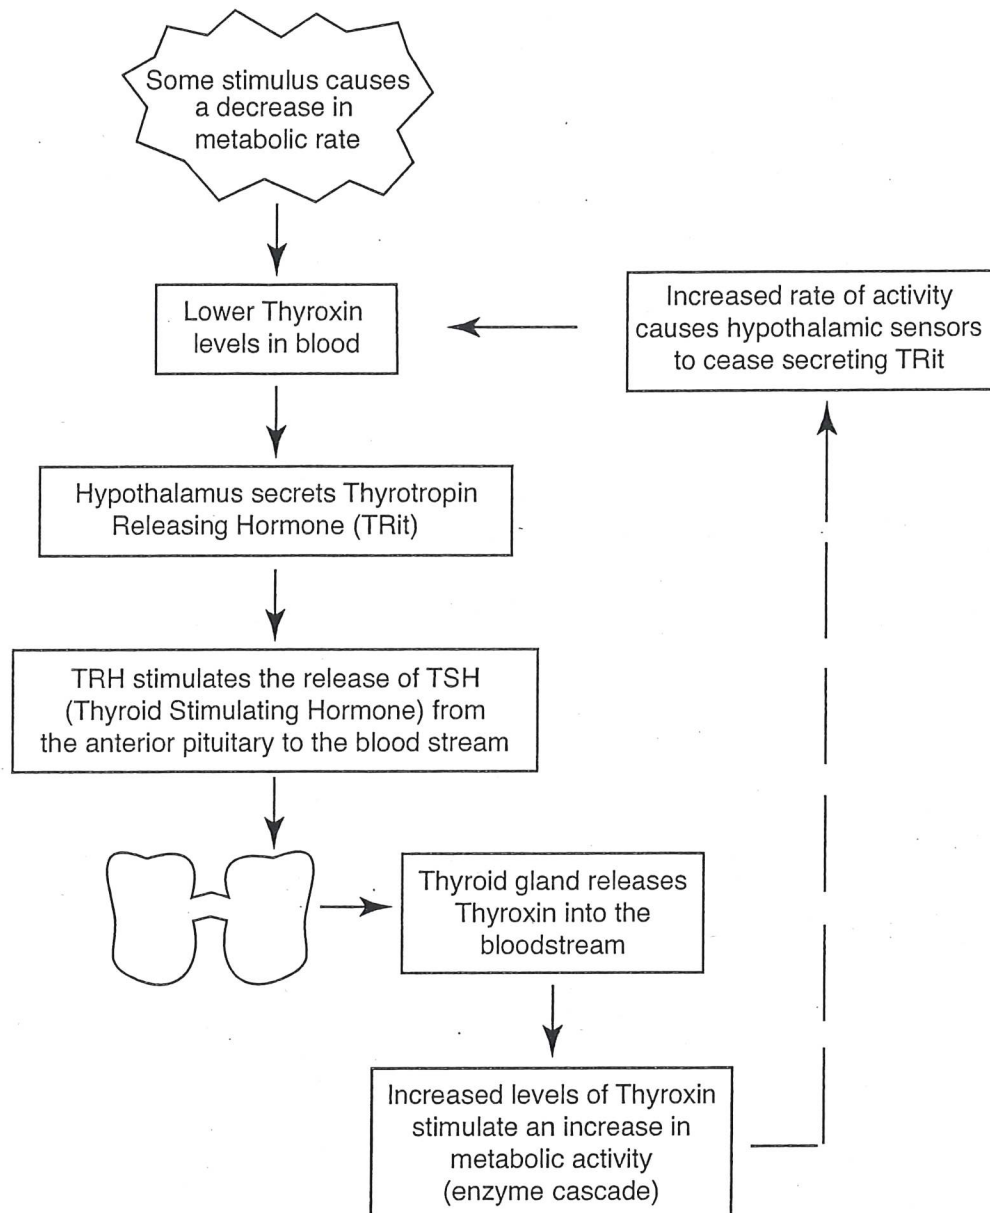 Some stimulus causes
a decrease in
metabolic rate
Lower Thyroxin
levels in blood
Increased rate of activity
causes hypothalamic sensors
to cease secreting TRit
Hypothalamus secrets Thyrotropin
Releasing Hormone (TRit)
TRH stimulates the release of TSH
(Thyroid Stimulating Hormone) from
the anterior pituitary to the blood stream
Thyroid gland releases
Thyroxin into the
bloodstream
Increased levels of Thyroxin
stimulate an increase in
metabolic activity
(enzyme cascade)